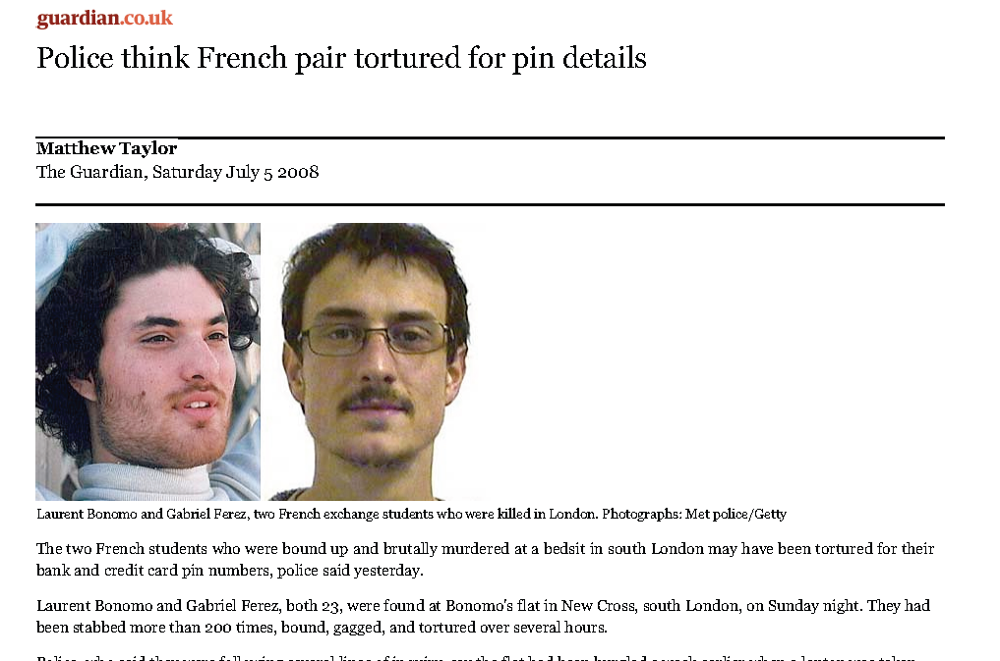 guardian.co.uk
Police think French pair tortured for pin details
Matthew Taylor
The Guardian, Saturday July 5 2008
Laurent Bonomo and Gabriel Ferez, two French exchange students who were killed in London. Photographs: Met police/Getty
The two French students who were bound up and brutally murdered at a bedsit in south London may have been tortured for their
bank and credit card pin numbers, police said yesterday.
Laurent Bonomo and Gabriel Ferez, both 23, were found at Bonomo's flat in New Cross, south London, on Sunday night. They had
been stabbed more than 200 times, bound, gagged, and tortured over several hours.